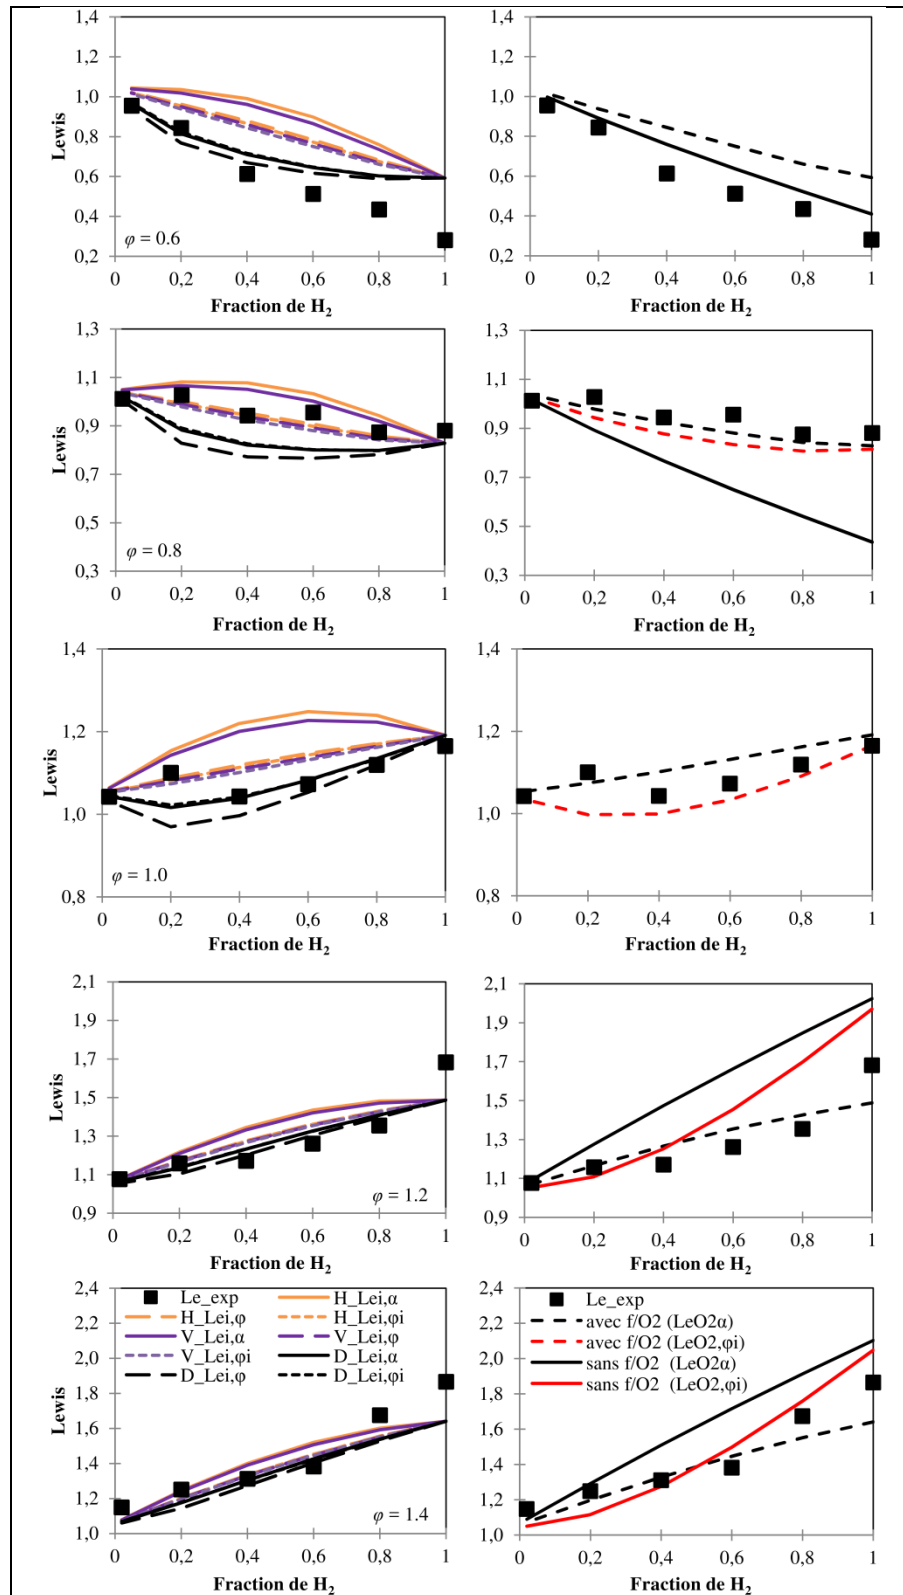 1,4
1,2
1,0
0,8
0,6
0,4
0,2
Lewis
φ = 0.6
0 0,2 0,4 0,6 0,8 1
Fraction de H2
1,4
1,2
1,0
0,8
0,6
0,4
0,2
0 0,2 0,4 0,6 0,8 1
Fraction de H2
1,3
1,1
0,9
0,7
0,5
0,3
Lewis
φ = 0.8
0 0,2 0,4 0,6 0,8 1
Fraction de H2
1,3
1,1
0,9
0,7
0,5
0,3
0 0,2 0,4 0,6 0,8 1
Fraction de H2
1,4
1,2
1,0
0,8
Lewis
φ = 1.0
0 0,2 0,4 0,6 0,8 1
Fraction de H2
1,4
1,2
1,0
0,8
0 0,2 0,4 0,6 0,8 1
Fraction de H2
2,1
1,9
1,7
1,5
1,3
1,1
0,9
Lewis
φ = 1.2
0 0,2 0,4 0,6 0,8 1
Fraction de H2
2,1
1,9
1,7
1,5
1,3
1,1
0,9
0 0,2 0,4 0,6 0,8 1
Fraction de H2
2,4
2,2
2,0
1,8
1,6
1,4
1,2
1,0
Lewis
Le_exp H_Lei,α
H_Lei,φ H_Lei,φi
V_Lei,α V_Lei,φ
V_Lei,φi D_Lei,α
D_Lei,φ D_Lei,φi
φ = 1.4
0 0,2 0,4 0,6 0,8 1
Fraction de H2
2,4
2,2
2,0
1,8
1,6
1,4
1,2
1,0
Le_exp
avec f/O2 (LeO2α)
avec f/O2 (LeO2,φi)
sans f/O2 (LeO2α)
sans f/O2 (LeO2,φi)
0 0,2 0,4 0,6 0,8 1
Fraction de H2